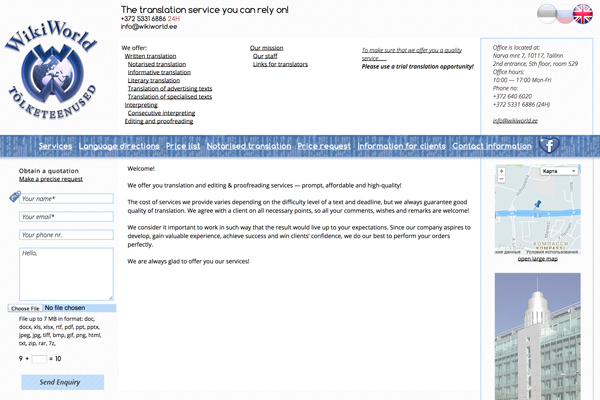 WikiWorld
TÕLKETEENUSED
The translation service you can rely on!
+372 5331 6886 24H
info@wikiworld.ee
We offer:
Written translation
Notarised translation
Informative translation
Literary translation
Translation of advertising texts
Translation of specialised texts
Interpreting
Consecutive interpreting
Editing and proofreading
Our mission
Our staff
Links for translators
To make sure that we offer you a quality
service.....
Please use a trial translation opportunity!
Office is located at:
Narva mnt 7, 10117, Tallinn
2nd entrance, 5th floor, room 529
Office hours:
10:00 — 17:00 Mon-Fri
Phone no:
+372 640 6020
+372 5331 6886 (24H)
info@wikiworld.ee
Services Language directions Price list Notarised translation Price request Information for clients Contact information f
Obtain a quotation
Make a precise request
Your name*
Your email*
Your phone nr.
Hello,
Choose File No file chosen
File up to 7 MB in format: doc,
docx, xls, xlsx, rtf, pdf, ppt, pptx,
jpeg, jpg, tiff, bmp, gif, png, html,
txt, zip, rar, 7z,
9 + = 10
Send Enquiry
Welcome!
We offer you translation and editing & proofreading services — prompt, affordable and high-quality!
The cost of services we provide varies depending on the difficulty level of a text and deadline, but we always guarantee good
quality of translation. We agree with a client on all necessary points, so all your comments, wishes and remarks are welcome!
We consider it important to work in such way that the result would live up to your expectations. Since our company aspires to
develop, gain valuable experience, achieve success and win clients' confidence, we do our best to perform your orders
perfectly.
We are always glad to offer you our services!
Карта
КОМПАССИ
KOMPASSI
Условия использования
open large map